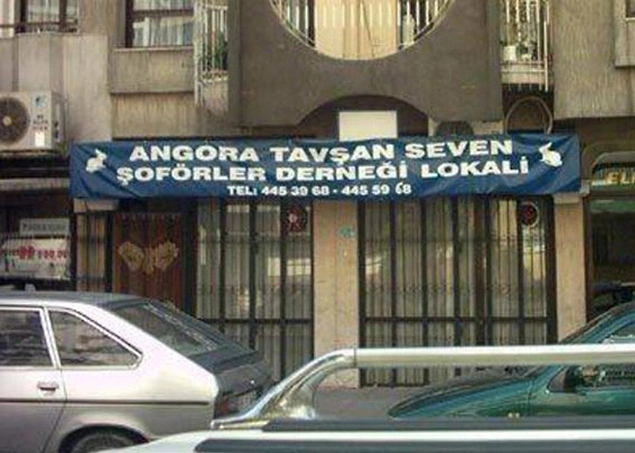 ANGORA TAVŞAN SEVEN
ŞOFÖRLER DERNEĞİ LOKALİ
TEL: 445 39 68 - 445 59 68